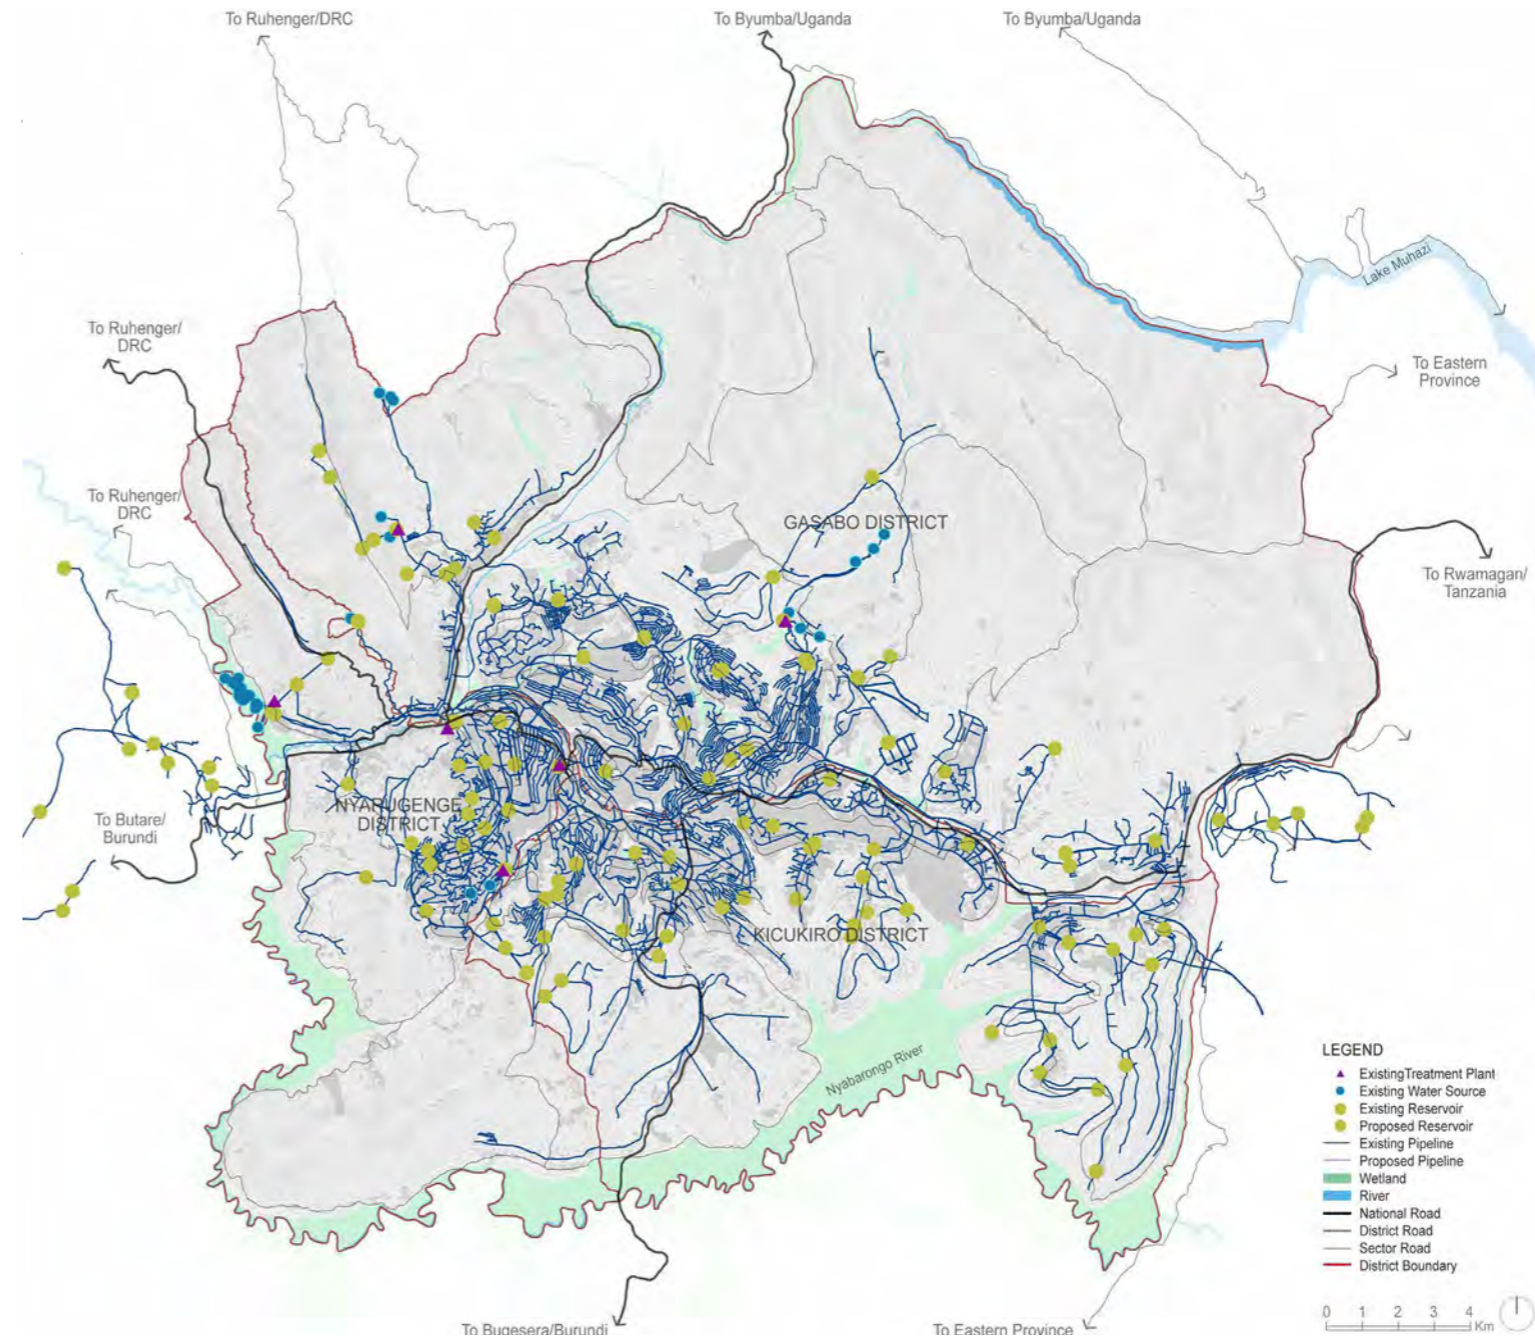 To Ruhenger/DRC
To Byumba/Uganda
To Byumba/Uganda
Lake Muhazi
To Ruhenger/
DRC
To Eastern
Province
To Ruhenger/
DRC
GASABO DISTRICT
To Rwamagan/
Tanzania
NYARUGENGE
DISTRICT
To Butare/
Burundi
KICUKIRO DISTRICT
Nyabarongo River
LEGEND
ExistingTreatment Plant
Existing Water Source
Existing Reservoir
Proposed Reservoir
Existing Pipeline
Proposed Pipeline
Wetland
River
National Road
District Road
Sector Road
District Boundary
0 1 2 3 4
Km
To Bugesera/Burundi
To Eastern Province